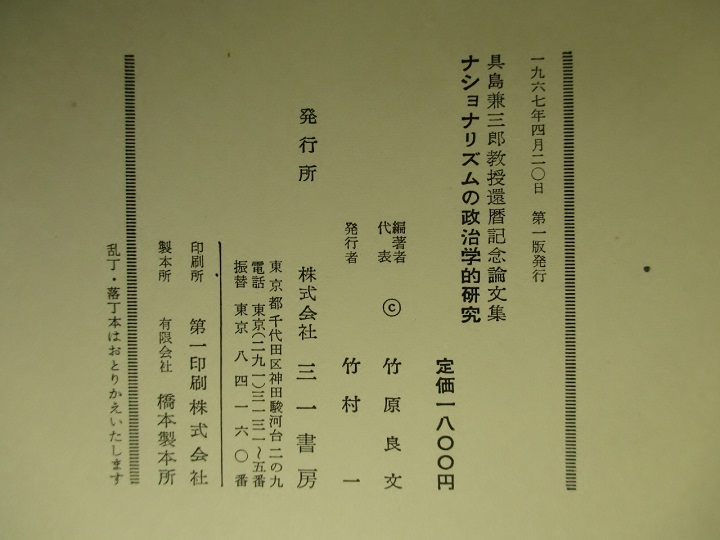 一九六七年四月二〇日 第一版発行
具島兼三郎教授還暦記念論文集
ナショナリズムの政治学的研究
定価一八〇〇円
編著者
代表 ⓒ 竹原良文
発行者 竹村一
発行所 株式会社 三一書房
東京都千代田区神田駿河台二の九
電話 東京(二九一)三一三一〜五番
振替 東京 八四一六〇番
印刷所 第一印刷株式会社
製本所 有限会社 橋本製本所
乱丁・落丁本はおとりかえいたします